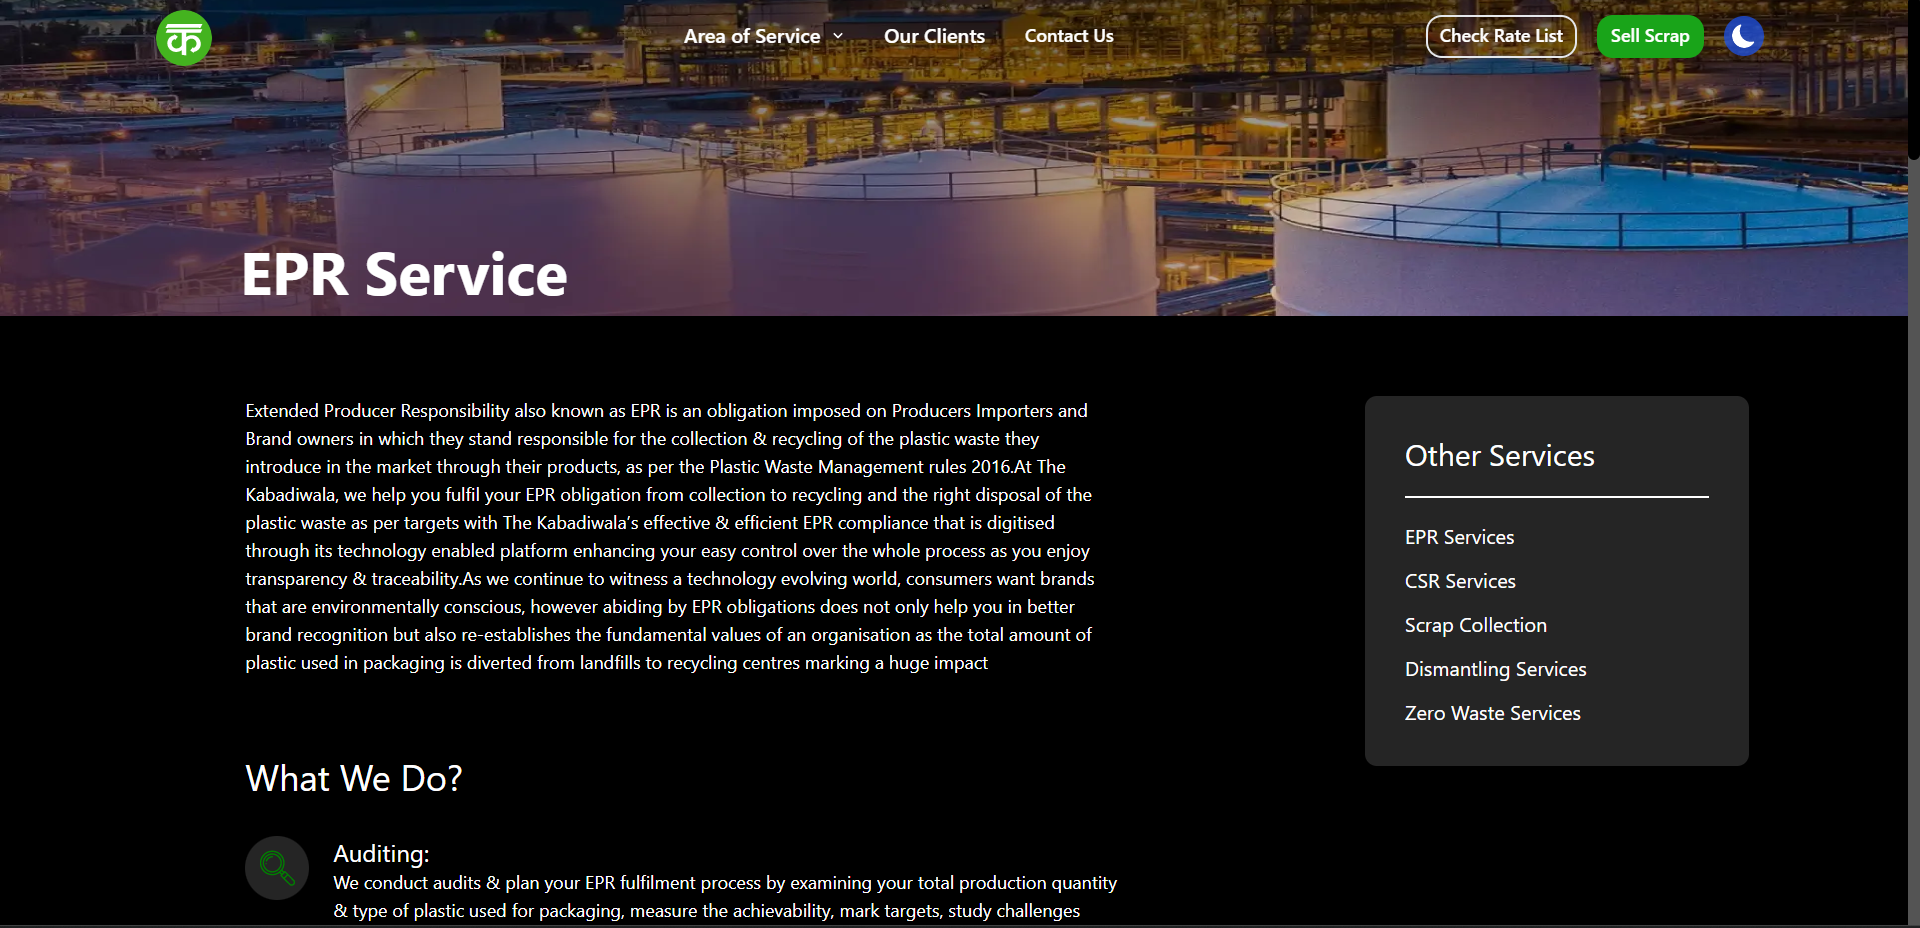 क
Area of Service
Our Clients
Contact Us
Check Rate List
Sell Scrap
EPR Service
Extended Producer Responsibility also known as EPR is an obligation imposed on Producers Importers and
Brand owners in which they stand responsible for the collection & recycling of the plastic waste they
introduce in the market through their products, as per the Plastic Waste Management rules 2016.At The
Kabadiwala, we help you fulfil your EPR obligation from collection to recycling and the right disposal of the
plastic waste as per targets with The Kabadiwala’s effective & efficient EPR compliance that is digitised
through its technology enabled platform enhancing your easy control over the whole process as you enjoy
transparency & traceability.As we continue to witness a technology evolving world, consumers want brands
that are environmentally conscious, however abiding by EPR obligations does not only help you in better
brand recognition but also re-establishes the fundamental values of an organisation as the total amount of
plastic used in packaging is diverted from landfills to recycling centres marking a huge impact
Other Services
EPR Services
CSR Services
Scrap Collection
Dismantling Services
Zero Waste Services
What We Do?
Auditing:
We conduct audits & plan your EPR fulfilment process by examining your total production quantity
& type of plastic used for packaging, measure the achievability, mark targets, study challenges